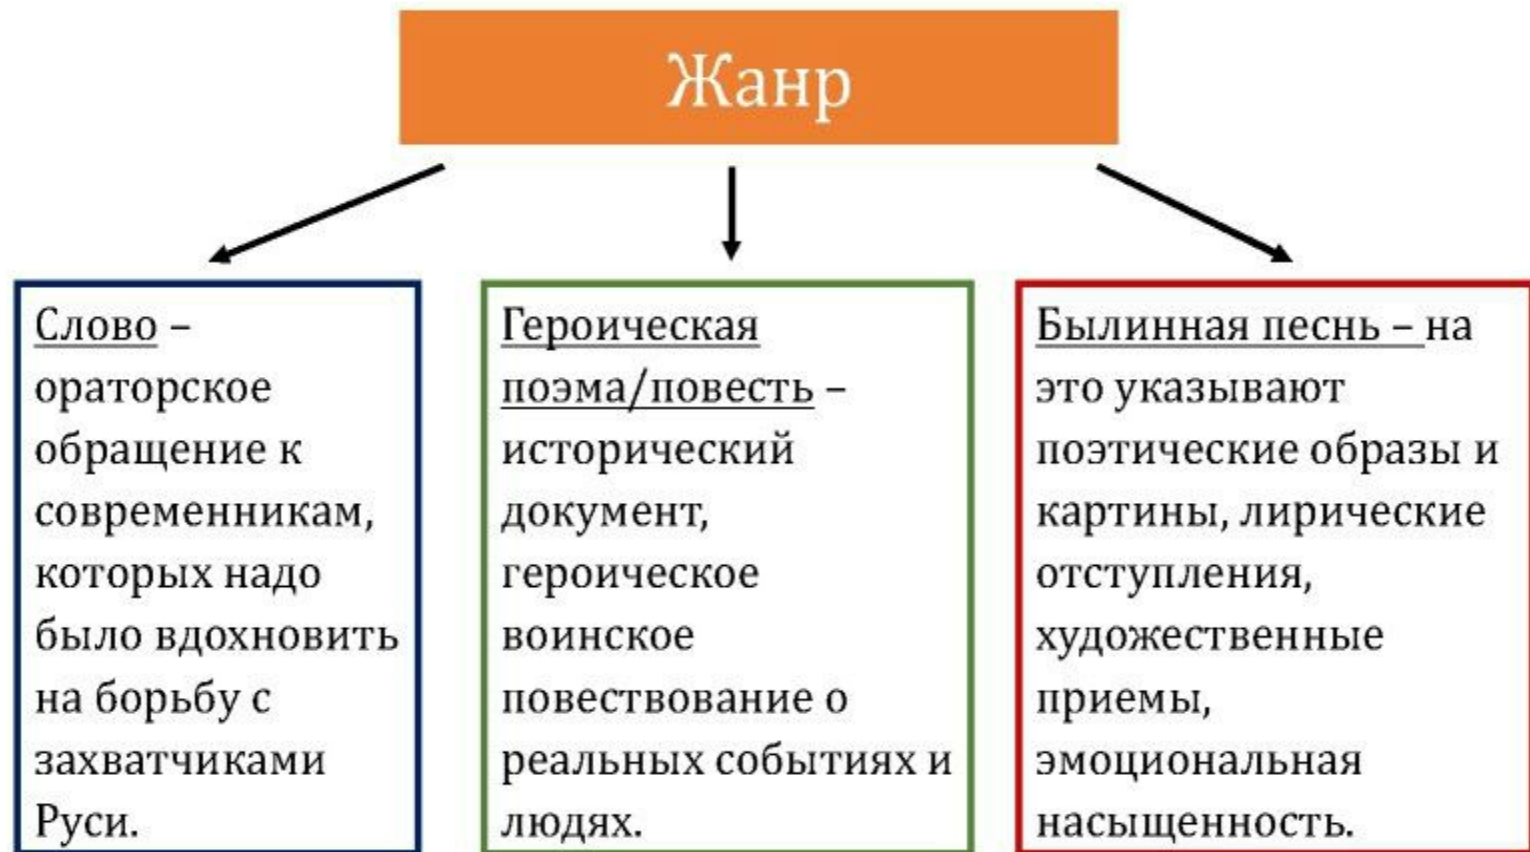 Жанр
Слово –
ораторское
обращение к
современникам,
которых надо
было вдохновить
на борьбу с
захватчиками
Руси.
Героическая
поэма/повесть –
исторический
документ,
героическое
воинское
повествование о
реальных событиях и
людях.
Былинная песнь – на
это указывают
поэтические образы и
картины, лирические
отступления,
художественные
приемы,
эмоциональная
насыщенность.